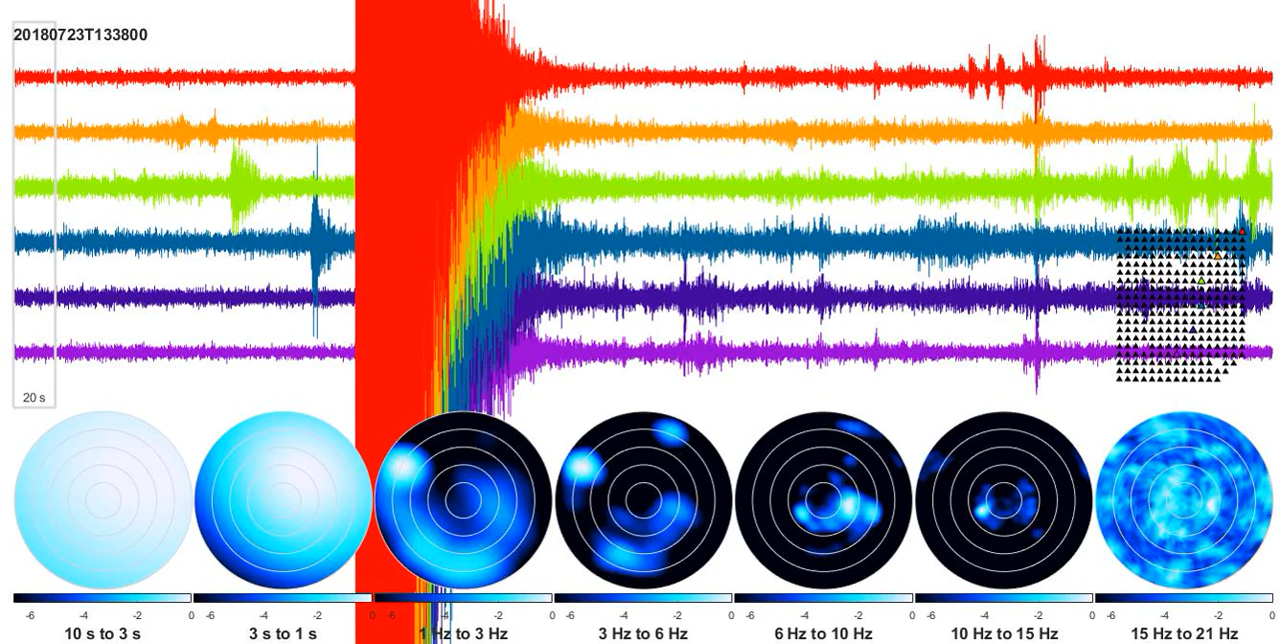 20180723T133800
20 s
-6 -4 -2 0 -6 -4 -2 0 -6 -4 -2 0 -6 -4 -2 0 -6 -4 -2 0 -6 -4 -2 0 -6 -4 -2 0
10 s to 3 s 3 s to 1 s 1 Hz to 3 Hz 3 Hz to 6 Hz 6 Hz to 10 Hz 10 Hz to 15 Hz 15 Hz to 21 Hz